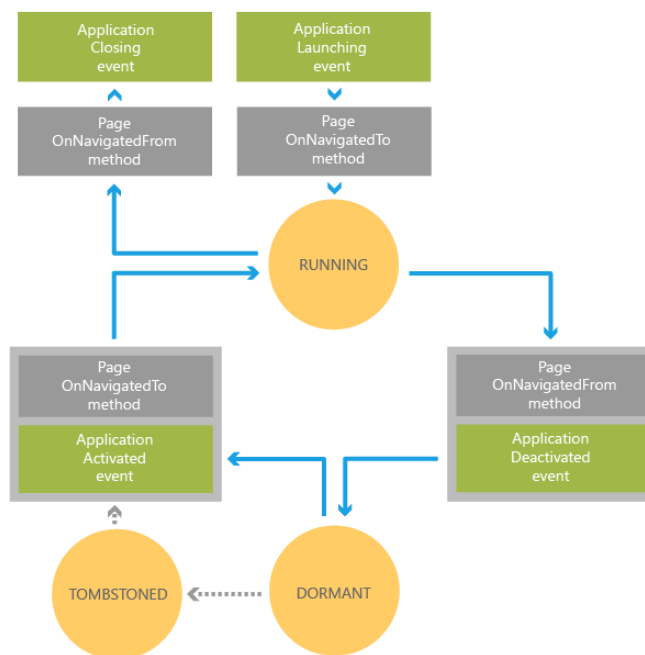 Application
Closing
event
Application
Launching
event
Page
OnNavigatedFrom
method
Page
OnNavigatedTo
method
RUNNING
Page
OnNavigatedTo
method
Application
Activated
event
Page
OnNavigatedFrom
method
Application
Deactivated
event
TOMBSTONED
DORMANT